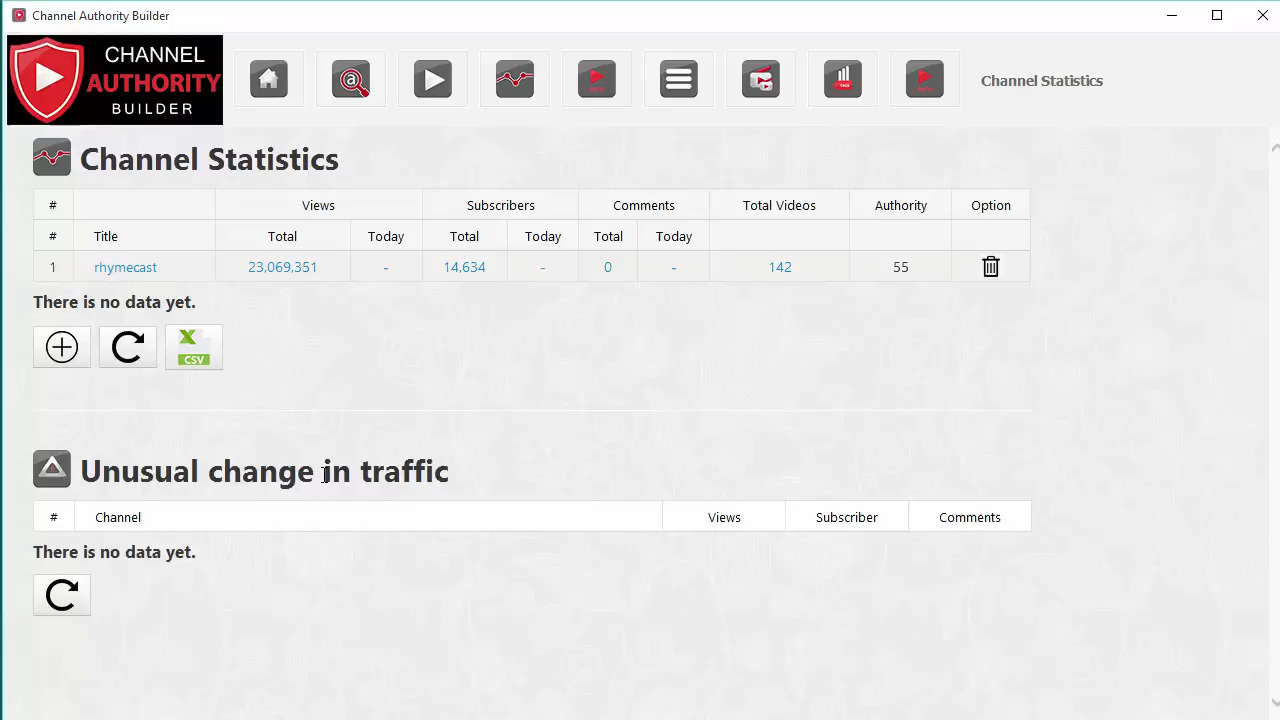 Channel Authority Builder
CHANNEL
AUTHORITY
BUILDER
Channel Statistics
Channel Statistics
# Views Subscribers Comments Total Videos Authority Option
# Title Total Today Total Today Total Today
1 rhymecast 23,069,351 - 14,634 - 0 - 142 55
There is no data yet.
X
CSV
Unusual change in traffic
# Channel Views Subscriber Comments
There is no data yet.